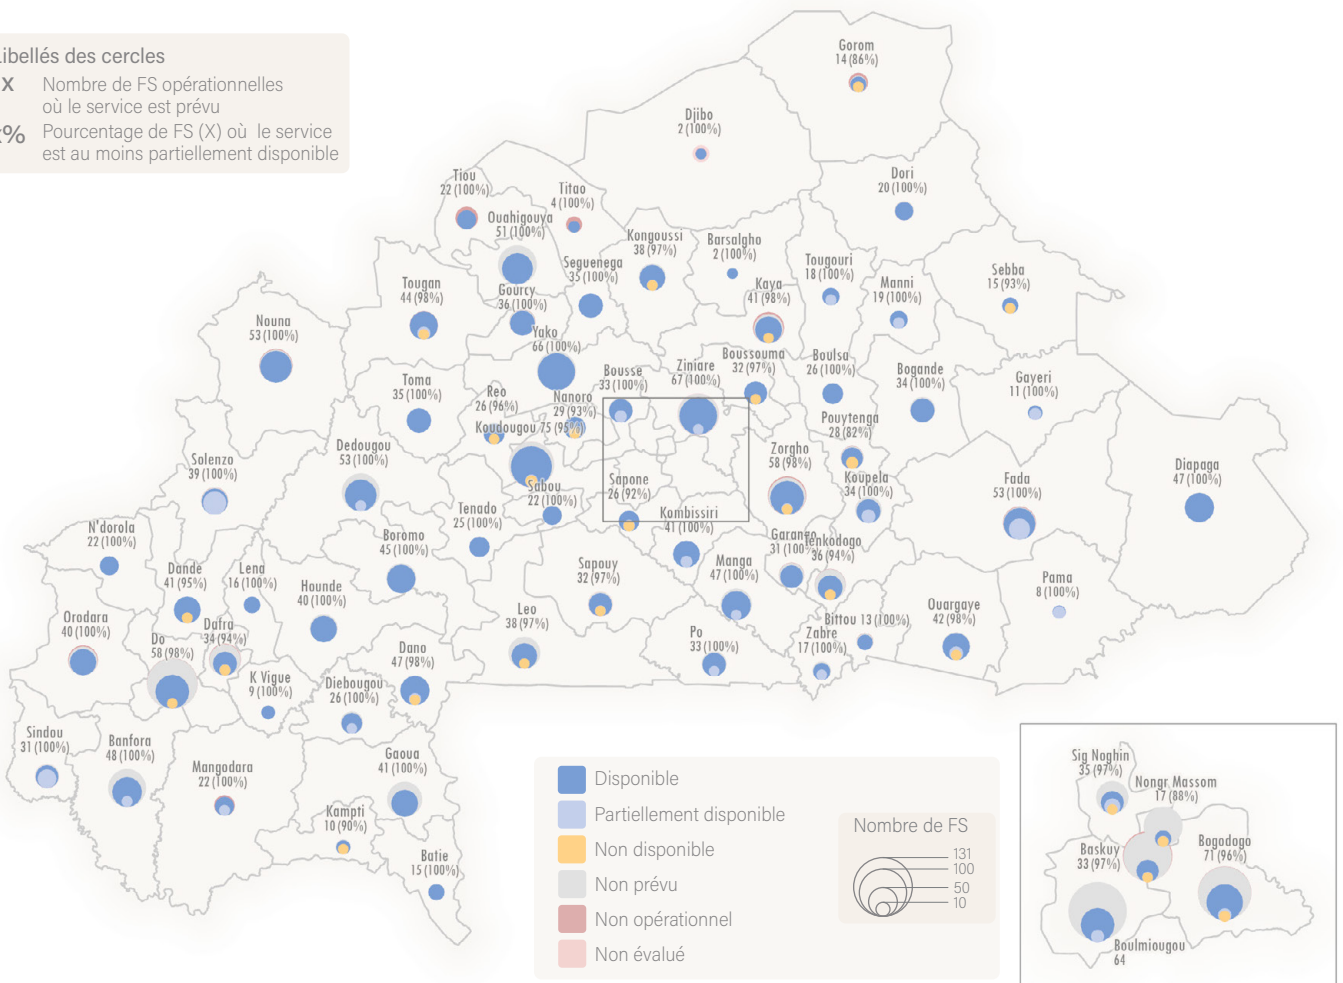 Libellés des cercles
X Nombre de FS opérationnelles
où le service est prévu
% Pourcentage de FS (X) où le service
est au moins partiellement disponible
Gorom
14 (86%)
Djibo
2 (100%)
Dori
20 (100%)
Tiou
22 (100%)
Titao
4 (100%)
Ouahigouya
51 (100%)
Kongoussi
38 (97%)
Barsalgho
2 (100%)
Tougouri
18 (100%)
Seguenega
35 (100%)
Sebba
15 (93%)
Tougan
44 (98%)
Gourcy
36 (100%)
Kaya
41 (98%)
Manni
19 (100%)
Nouna
53 (100%)
Yako
66 (100%)
Boussouma
32 (97%)
Boulsa
26 (100%)
Ziniare
67 (100%)
Bousse
33 (100%)
Bogande
34 (100%)
Gayeri
11 (100%)
Toma
35 (100%)
Reo
26 (96%)
Nanoro
29 (93%)
Koudougou 75 (95%)
Pouytenga
28 (82%)
Dedougou
53 (100%)
Zorgho
58 (98%)
Solenzo
39 (100%)
Diapaga
47 (100%)
Koupela
34 (100%)
Fada
53 (100%)
Sabou
22 (100%)
Sapone
26 (92%)
Tenado
25 (100%)
Kombissiri
41 (100%)
N'dorola
22 (100%)
Boromo
45 (100%)
Garango
31 (100%)
Tenkodogo
36 (94%)
Dande
41 (95%)
Lena
16 (100%)
Hounde
40 (100%)
Sapouy
32 (97%)
Manga
47 (100%)
Pama
8 (100%)
Orodara
40 (100%)
Dafra
34 (94%)
Do
58 (98%)
Leo
38 (97%)
Ouargaye
42 (98%)
Bittou 13 (100%)
Po
33 (100%)
Zabre
17 (100%)
Dano
47 (98%)
K Vigue
9 (100%)
Diebougou
26 (100%)
Sindou
31 (100%)
Banfora
48 (100%)
Mangodara
22 (100%)
Gaoua
41 (100%)
Kampti
10 (90%)
Batie
15 (100%)
Disponible
Partiellement disponible
Non disponible
Non prévu
Non opérationnel
Non évalué
Nombre de FS
131
100
50
10
Sig Noghin
35 (97%)
Nongr Massom
17 (88%)
Baskuy
33 (97%)
Bogodogo
71 (96%)
Boulmiougou
64